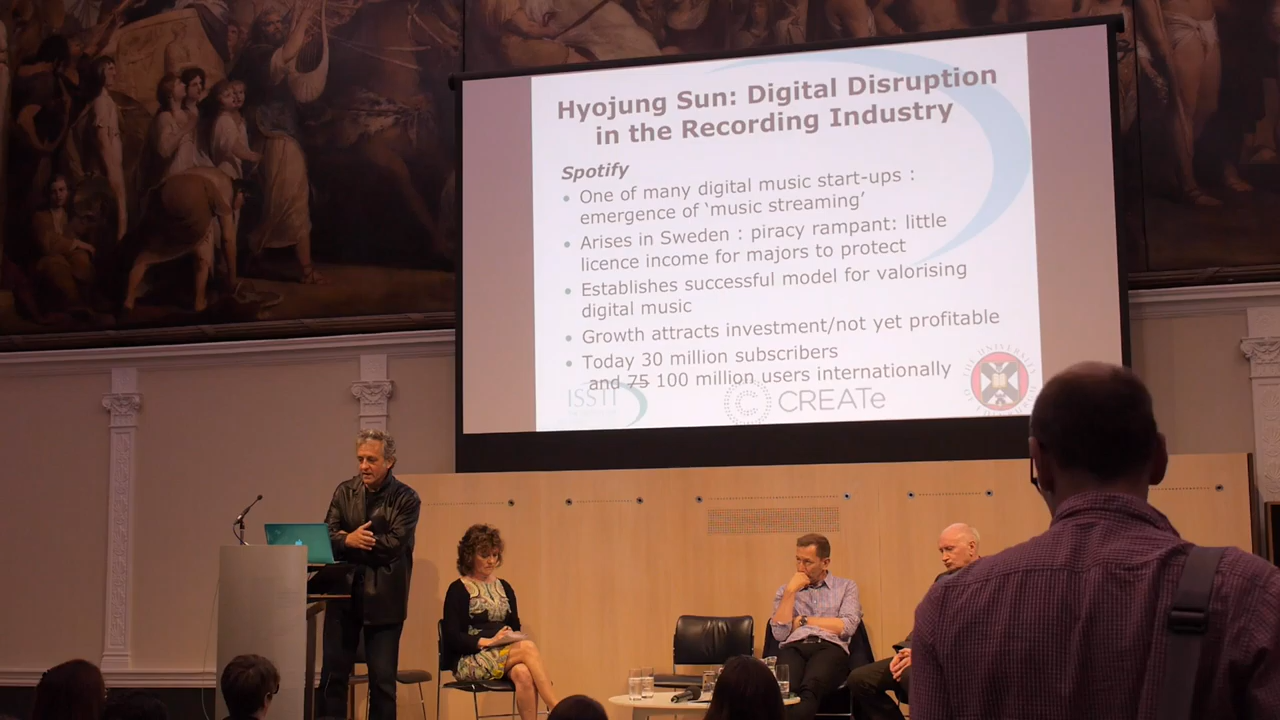 Hyojung Sun: Digital Disruption
in the Recording Industry
Spotify
• One of many digital music start-ups :
emergence of ‘music streaming’
• Arises in Sweden : piracy rampant: little
licence income for majors to protect
• Establishes successful model for valorising
digital music
• Growth attracts investment/not yet profitable
• Today 30 million subscribers
and 75 100 million users internationally
ISSTI
CREATe
THE UNIVERSITY